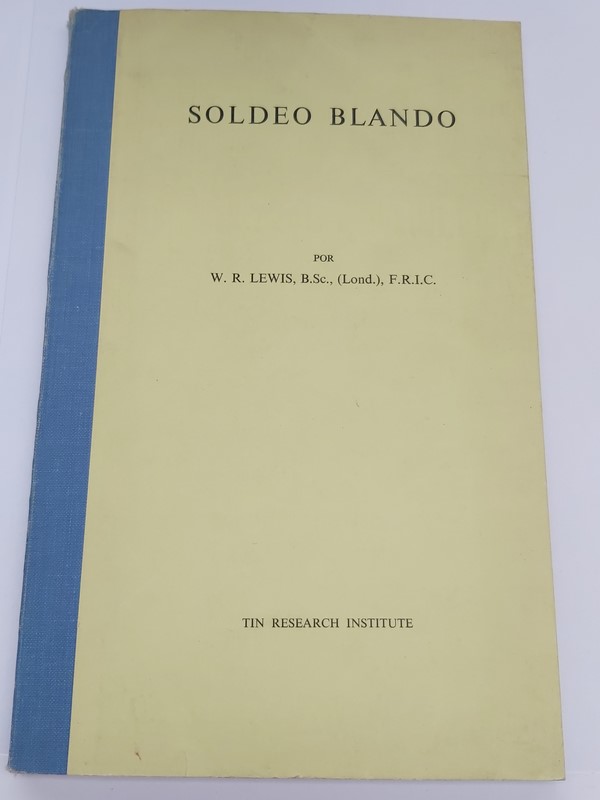 SOLDEO BLANDO
POR
W. R. LEWIS, B.Sc., (Lond.), F.R.I.C.
TIN RESEARCH INSTITUTE